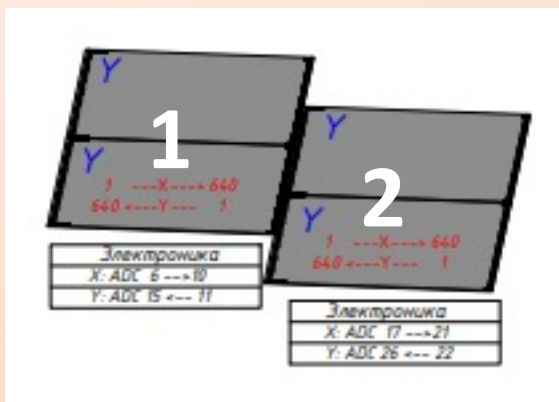 Y
1
Y
1 ---X---> 640
640 <---Y--- 1
Электроника
X: ADC 6 -->10
Y: ADC 15 <-- 11
Y
2
Y
1 ---X---> 640
640 <---Y--- 1
Электроника
X: ADC 17 -->21
Y: ADC 26 <-- 22